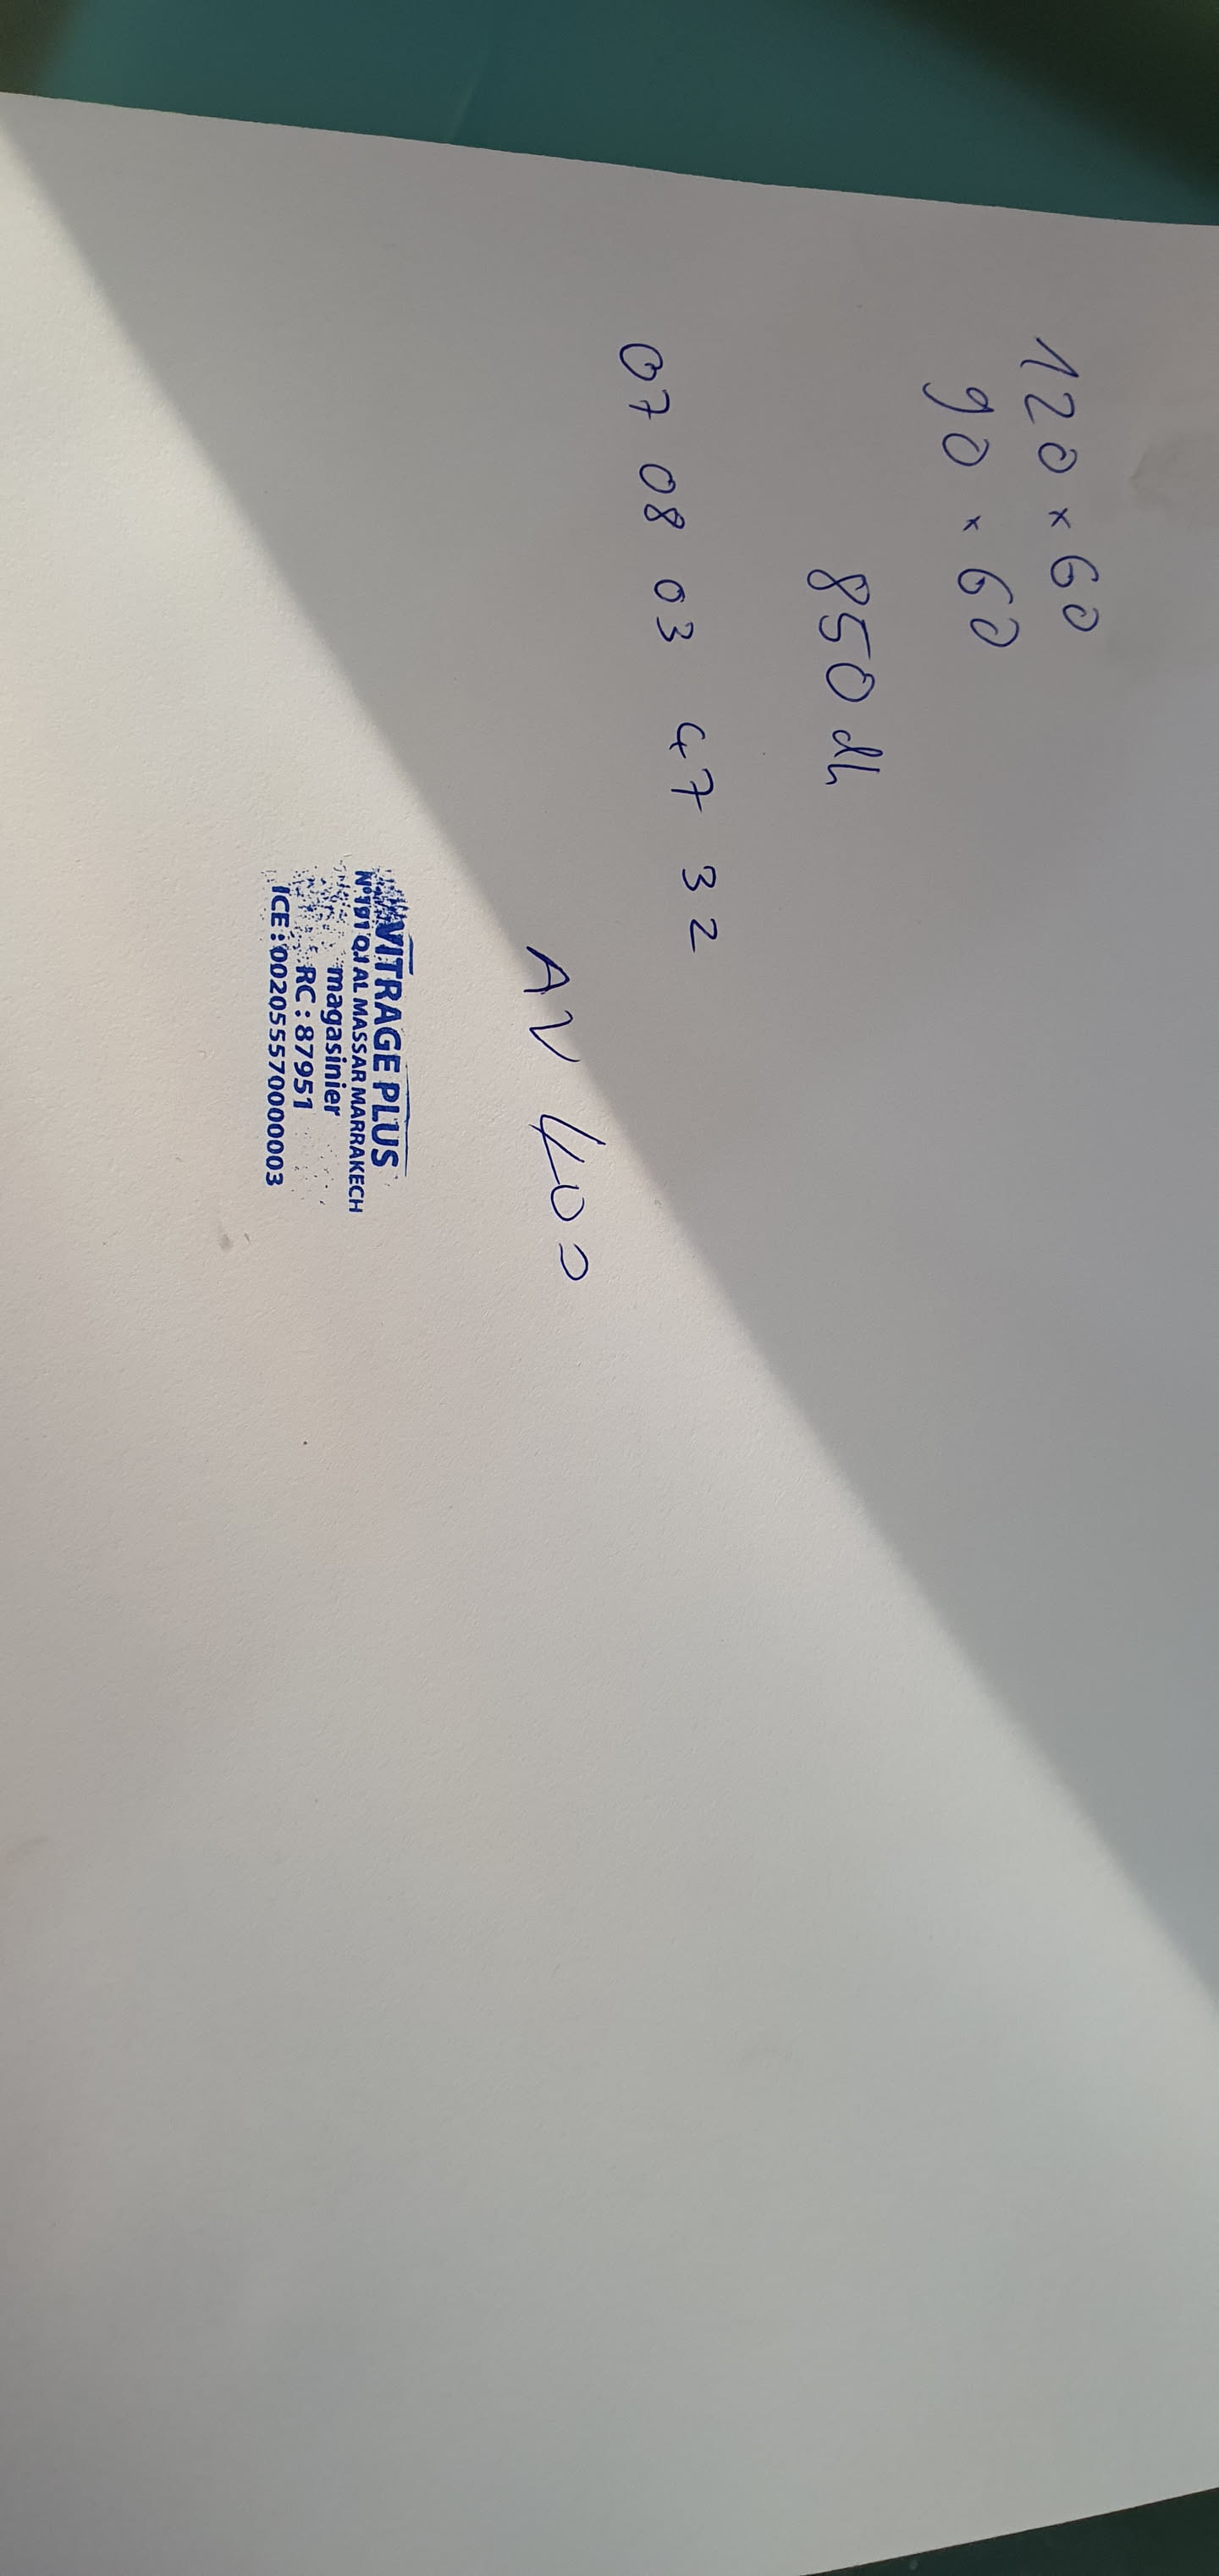 120 x 60
90 x 60
850 dh
07 08 03 47 32
AV 400
VITRAGE PLUS
N°191 Q.I AL MASSAR MARRAKECH
magasinier
RC : 87951
ICE : 002055570000003